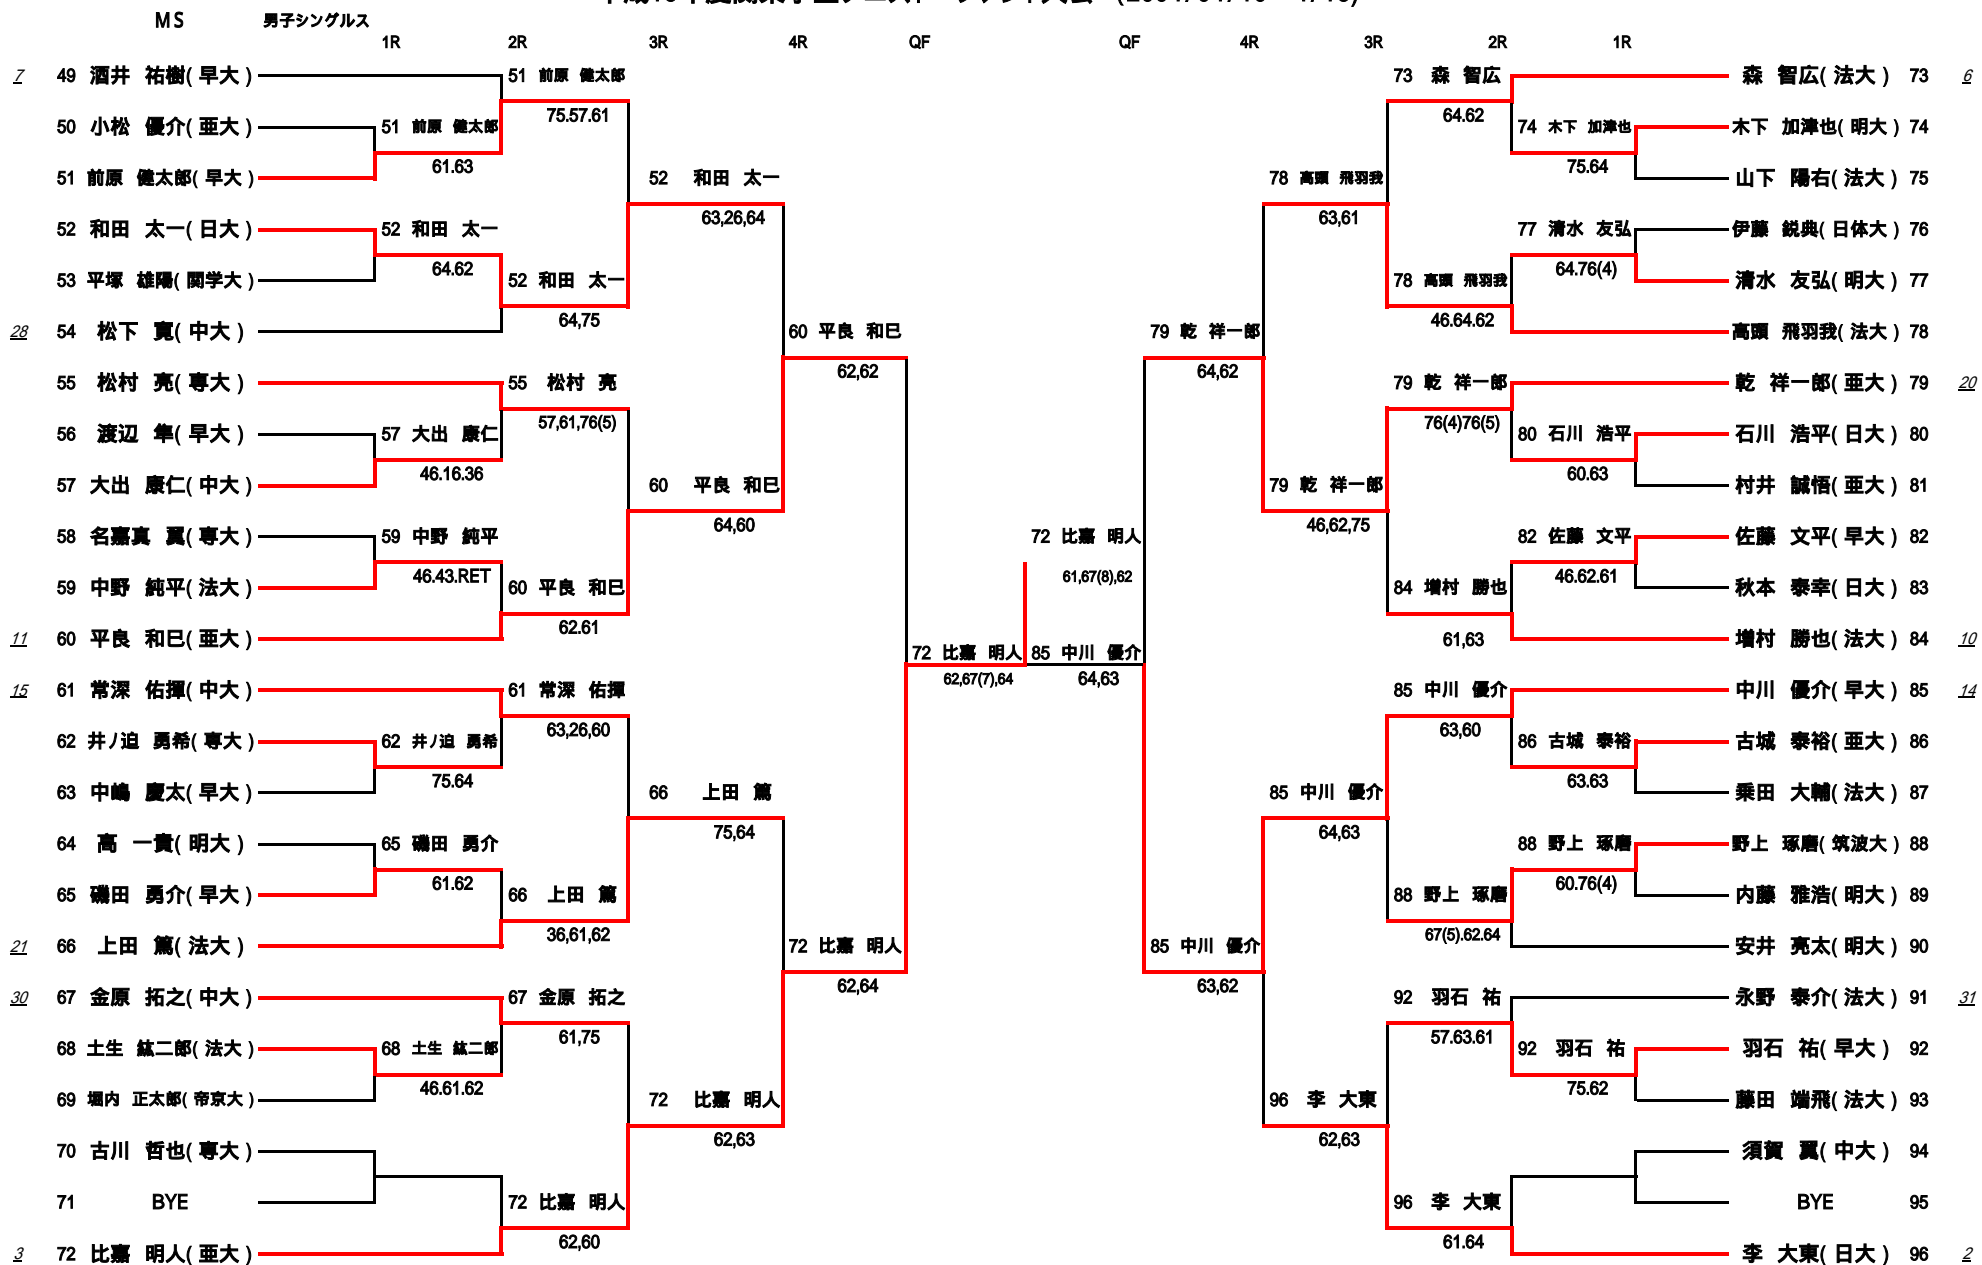 MS 男子シングルス
1R 2R 3R 4R QF QF 4R 3R 2R 1R
7 49 酒井 祐樹( 早大 ) 51 前原 健太郎 73 森 智広 森 智広( 法大 ) 73 6
75.57.61 64.62
50 小松 優介( 亜大 ) 51 前原 健太郎 74 木下 加津也 木下 加津也( 明大 ) 74
61.63 75.64
51 前原 健太郎( 早大 ) 52 和田 太一 78 高頭 飛羽我 山下 陽右( 法大 ) 75
63,26,64 63,61
52 和田 太一( 日大 ) 52 和田 太一 77 清水 友弘 伊藤 鋭典( 日体大 ) 76
64.62 64.76(4)
53 平塚 雄陽( 関学大 ) 52 和田 太一 78 高頭 飛羽我 清水 友弘( 明大 ) 77
64,75 46.64.62
28 54 松下 寛( 中大 ) 60 平良 和巳 79 乾 祥一郎 高頭 飛羽我( 法大 ) 78
62,62 64,62
55 松村 亮( 専大 ) 55 松村 亮 79 乾 祥一郎 乾 祥一郎( 亜大 ) 79 20
57,61,76(5) 76(4)76(5)
56 渡辺 隼( 早大 ) 57 大出 康仁 80 石川 浩平 石川 浩平( 日大 ) 80
46.16.36 60.63
57 大出 康仁( 中大 ) 60 平良 和巳 79 乾 祥一郎 村井 誠悟( 亜大 ) 81
64,60 46,62,75
58 名嘉真 翼( 専大 ) 59 中野 純平 72 比嘉 明人 82 佐藤 文平 佐藤 文平( 早大 ) 82
46.43.RET 61,67(8),62 46.62.61
59 中野 純平( 法大 ) 60 平良 和巳 84 増村 勝也 秋本 泰幸( 日大 ) 83
62.61 61,63
11 60 平良 和巳( 亜大 ) 72 比嘉 明人 85 中川 優介 増村 勝也( 法大 ) 84 10
62,67(7),64 64,63
15 61 常深 佑揮( 中大 ) 61 常深 佑揮 85 中川 優介 中川 優介( 早大 ) 85 14
63,26,60 63,60
62 井ノ迫 勇希( 専大 ) 62 井ノ迫 勇希 86 古城 泰裕 古城 泰裕( 亜大 ) 86
75.64 63.63
63 中嶋 慶太( 早大 ) 66 上田 篤 85 中川 優介 乗田 大輔( 法大 ) 87
75,64 64,63
64 高 一貴( 明大 ) 65 磯田 勇介 88 野上 琢磨 野上 琢磨( 筑波大 ) 88
61.62 60.76(4)
65 磯田 勇介( 早大 ) 66 上田 篤 88 野上 琢磨 内藤 雅浩( 明大 ) 89
36,61,62 67(5).62.64
21 66 上田 篤( 法大 ) 72 比嘉 明人 85 中川 優介 安井 亮太( 明大 ) 90
62,64 63,62
30 67 金原 拓之( 中大 ) 67 金原 拓之 92 羽石 祐 永野 泰介( 法大 ) 91 31
61,75 57.63.61
68 土生 紘二郎( 法大 ) 68 土生 紘二郎 92 羽石 祐 羽石 祐( 早大 ) 92
46.61.62 75.62
69 堀内 正太郎( 帝京大 ) 72 比嘉 明人 96 李 大東 藤田 端飛( 法大 ) 93
62,63 62,63
70 古川 哲也( 専大 ) 須賀 翼( 中大 ) 94
71 BYE 72 比嘉 明人 96 李 大東 BYE 95
62,60 61.64
3 72 比嘉 明人( 亜大 ) 李 大東( 日大 ) 96 2